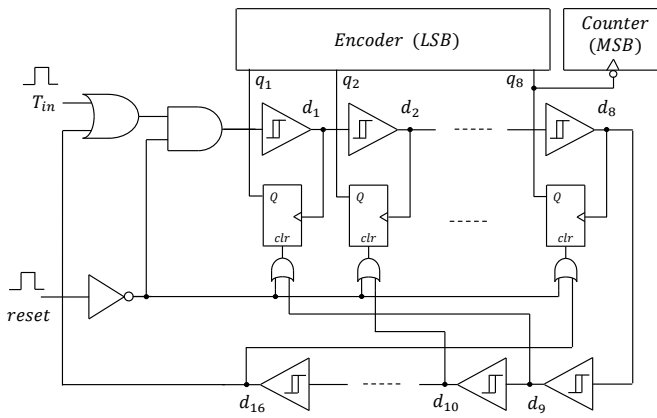 Encoder (LSB)
Counter
(MSB)
q1
q2
q8
Tin
d1
d2
d8
Q
Q
Q
clr
clr
clr
reset
d16
d10
d9